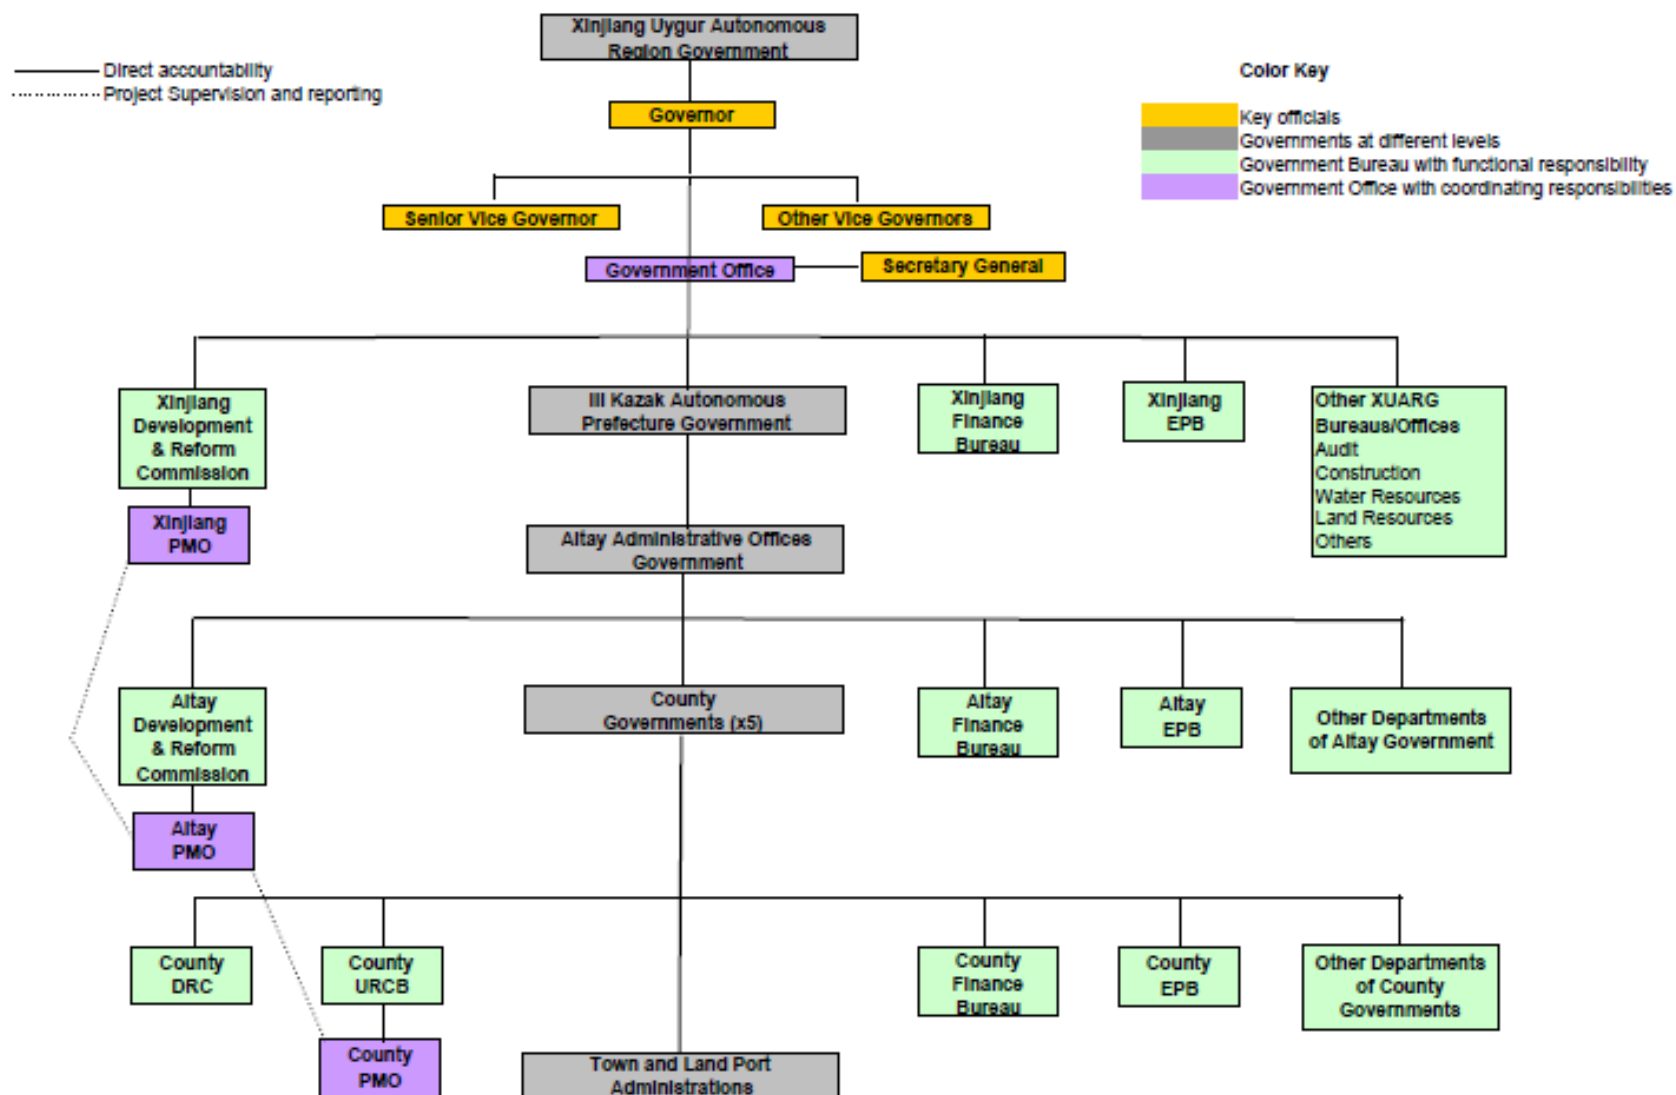 Xinjiang Uygur Autonomous
Region Government
Direct accountability
Project Supervision and reporting
Color Key
Key officials
Governments at different levels
Government Bureau with functional responsibility
Government Office with coordinating responsibilities
Governor
Senior Vice Governor
Other Vice Governors
Government Office
Secretary General
Xinjiang
Development
& Reform
Commission
Ili Kazak Autonomous
Prefecture Government
Xinjiang
Finance
Bureau
Xinjiang
EPB
Other XUARG
Bureaus/Offices
Audit
Construction
Water Resources
Land Resources
Others
Xinjiang
PMO
Altay Administrative Offices
Government
Altay
Development
& Reform
Commission
County
Governments (x5)
Altay
Finance
Bureau
Altay
EPB
Other Departments
of Altay Government
Altay
PMO
County
DRC
County
URCB
County
Finance
Bureau
County
EPB
Other Departments
of County
Governments
County
PMO
Town and Land Port
Administrations